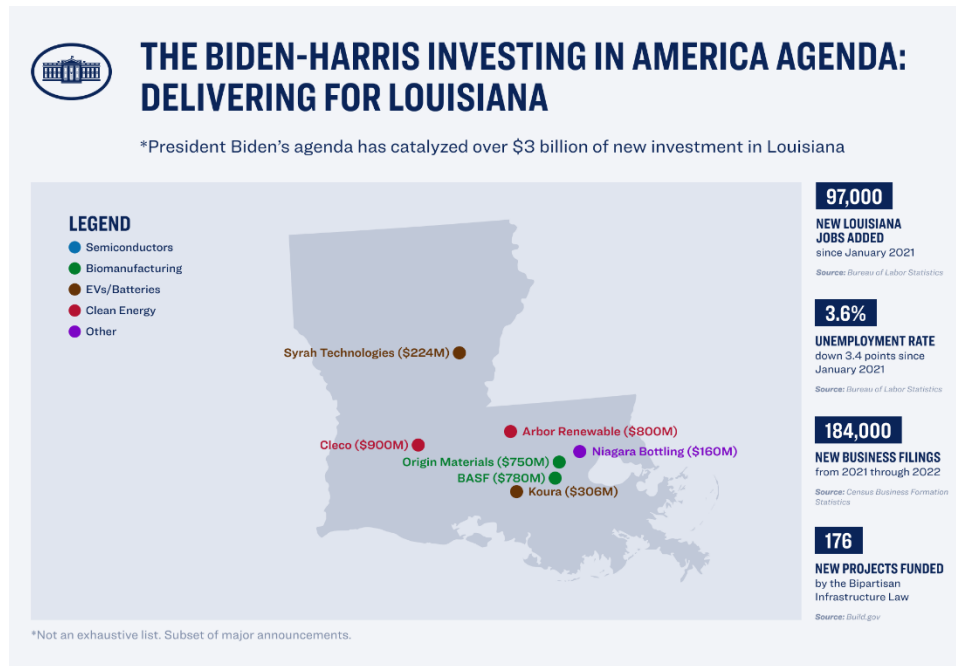 THE BIDEN-HARRIS INVESTING IN AMERICA AGENDA:
DELIVERING FOR LOUISIANA
*President Biden's agenda has catalyzed over $3 billion of new investment in Louisiana
LEGEND
Semiconductors
Biomanufacturing
EVs/Batteries
Clean Energy
Other
Syrah Technologies ($224M)
Arbor Renewable ($800M)
Cleco ($900M)
Niagara Bottling ($160M)
Origin Materials ($750M)
BASF ($780M)
Koura ($306M)
97,000
NEW LOUISIANA
JOBS ADDED
since January 2021
Source: Bureau of Labor Statistics
3.6%
UNEMPLOYMENT RATE
down 3.4 points since
January 2021
Source: Bureau of Labor Statistics
184,000
NEW BUSINESS FILINGS
from 2021 through 2022
Source: Census Business Formation
Statistics
176
NEW PROJECTS FUNDED
by the Bipartisan
Infrastructure Law
Source: Build.gov
*Not an exhaustive list. Subset of major announcements.